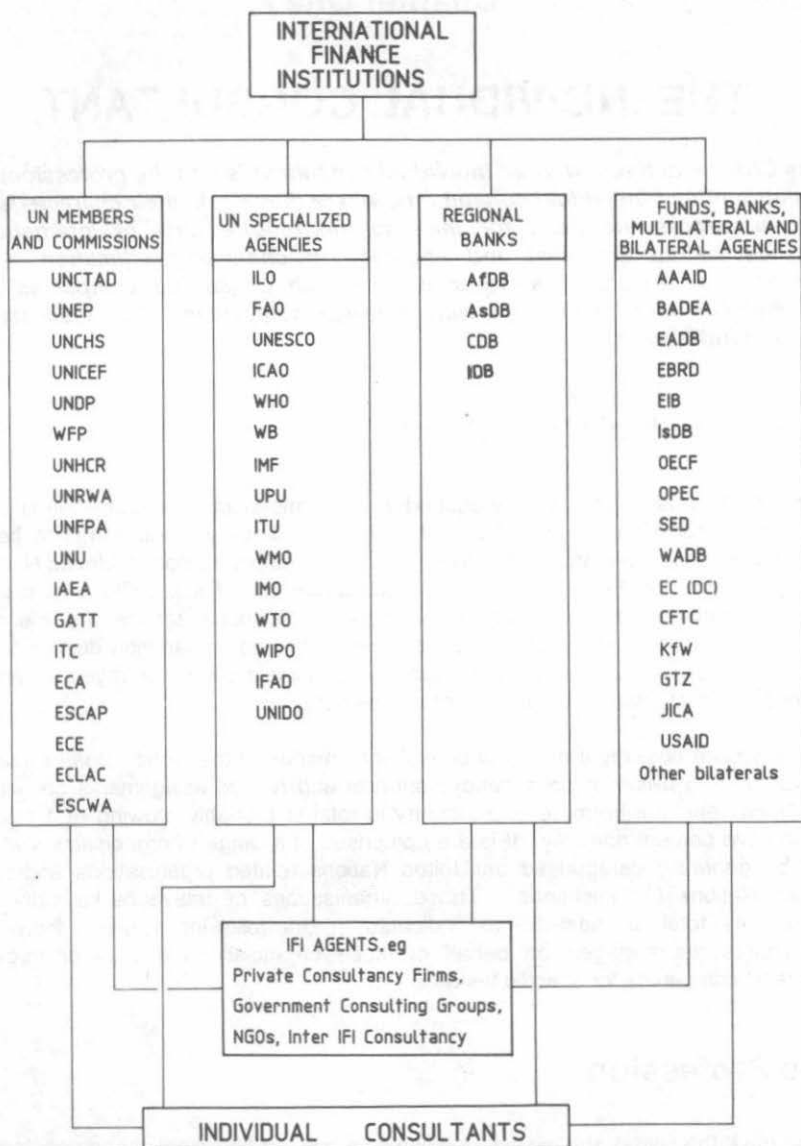 INTERNATIONAL
FINANCE
INSTITUTIONS
UN MEMBERS
AND COMMISSIONS
UNCTAD
UNEP
UNCHS
UNICEF
UNDP
WFP
UNHCR
UNRWA
UNFPA
UNU
IAEA
GATT
ITC
ECA
ESCAP
ECE
ECLAC
ESCWA
UN SPECIALIZED
AGENCIES
ILO
FAO
UNESCO
ICAO
WHO
WB
IMF
UPU
ITU
WMO
IMO
WTO
WIPO
IFAD
UNIDO
REGIONAL
BANKS
AfDB
AsDB
CDB
IDB
FUNDS, BANKS,
MULTILATERAL AND
BILATERAL AGENCIES
AAAID
BADEA
EADB
EBRD
EIB
IsDB
OECF
OPEC
SED
WADB
EC (DC)
CFTC
KfW
GTZ
JICA
USAID
Other bilaterals
IFI AGENTS, eg
Private Consultancy Firms,
Government Consulting Groups,
NGOs, Inter IFI Consultancy
INDIVIDUAL CONSULTANTS